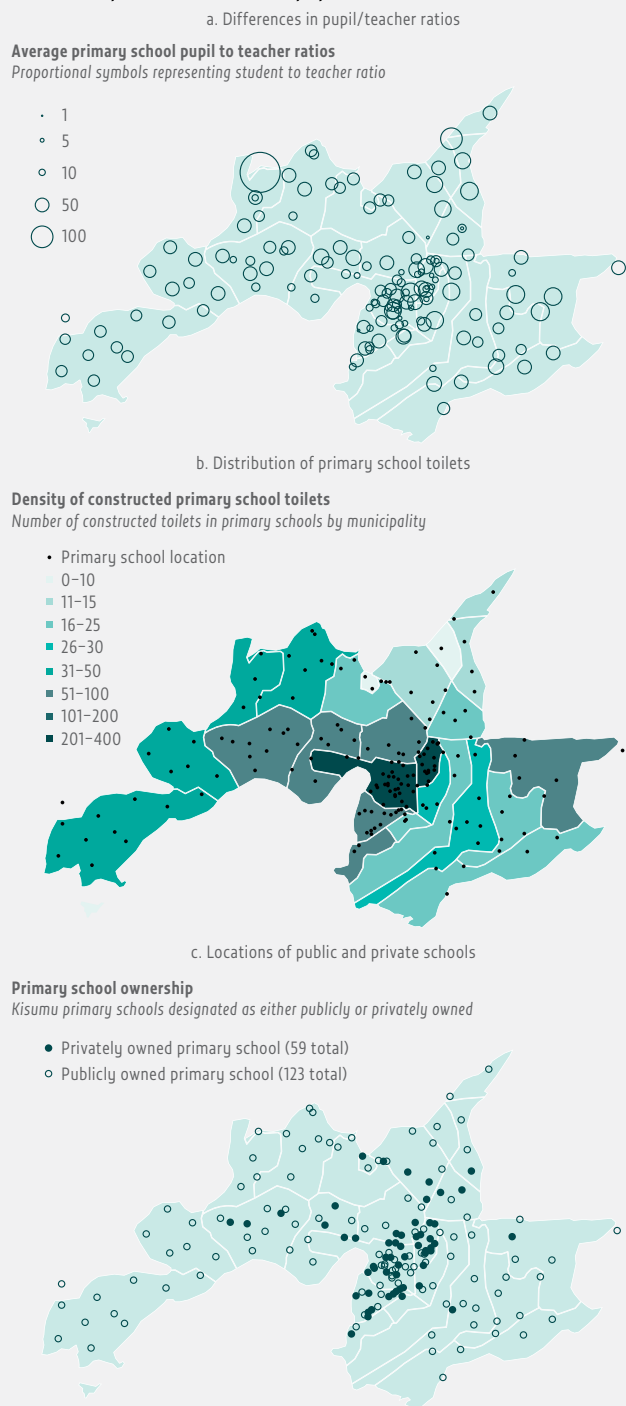 a. Differences in pupil/teacher ratios
Average primary school pupil to teacher ratios
Proportional symbols representing student to teacher ratio
1
5
10
50
100
b. Distribution of primary school toilets
Density of constructed primary school toilets
Number of constructed toilets in primary schools by municipality
Primary school location
0–10
11–15
16–25
26–30
31–50
51–100
101–200
201–400
c. Locations of public and private schools
Primary school ownership
Kisumu primary schools designated as either publicly or privately owned
Privately owned primary school (59 total)
Publicly owned primary school (123 total)